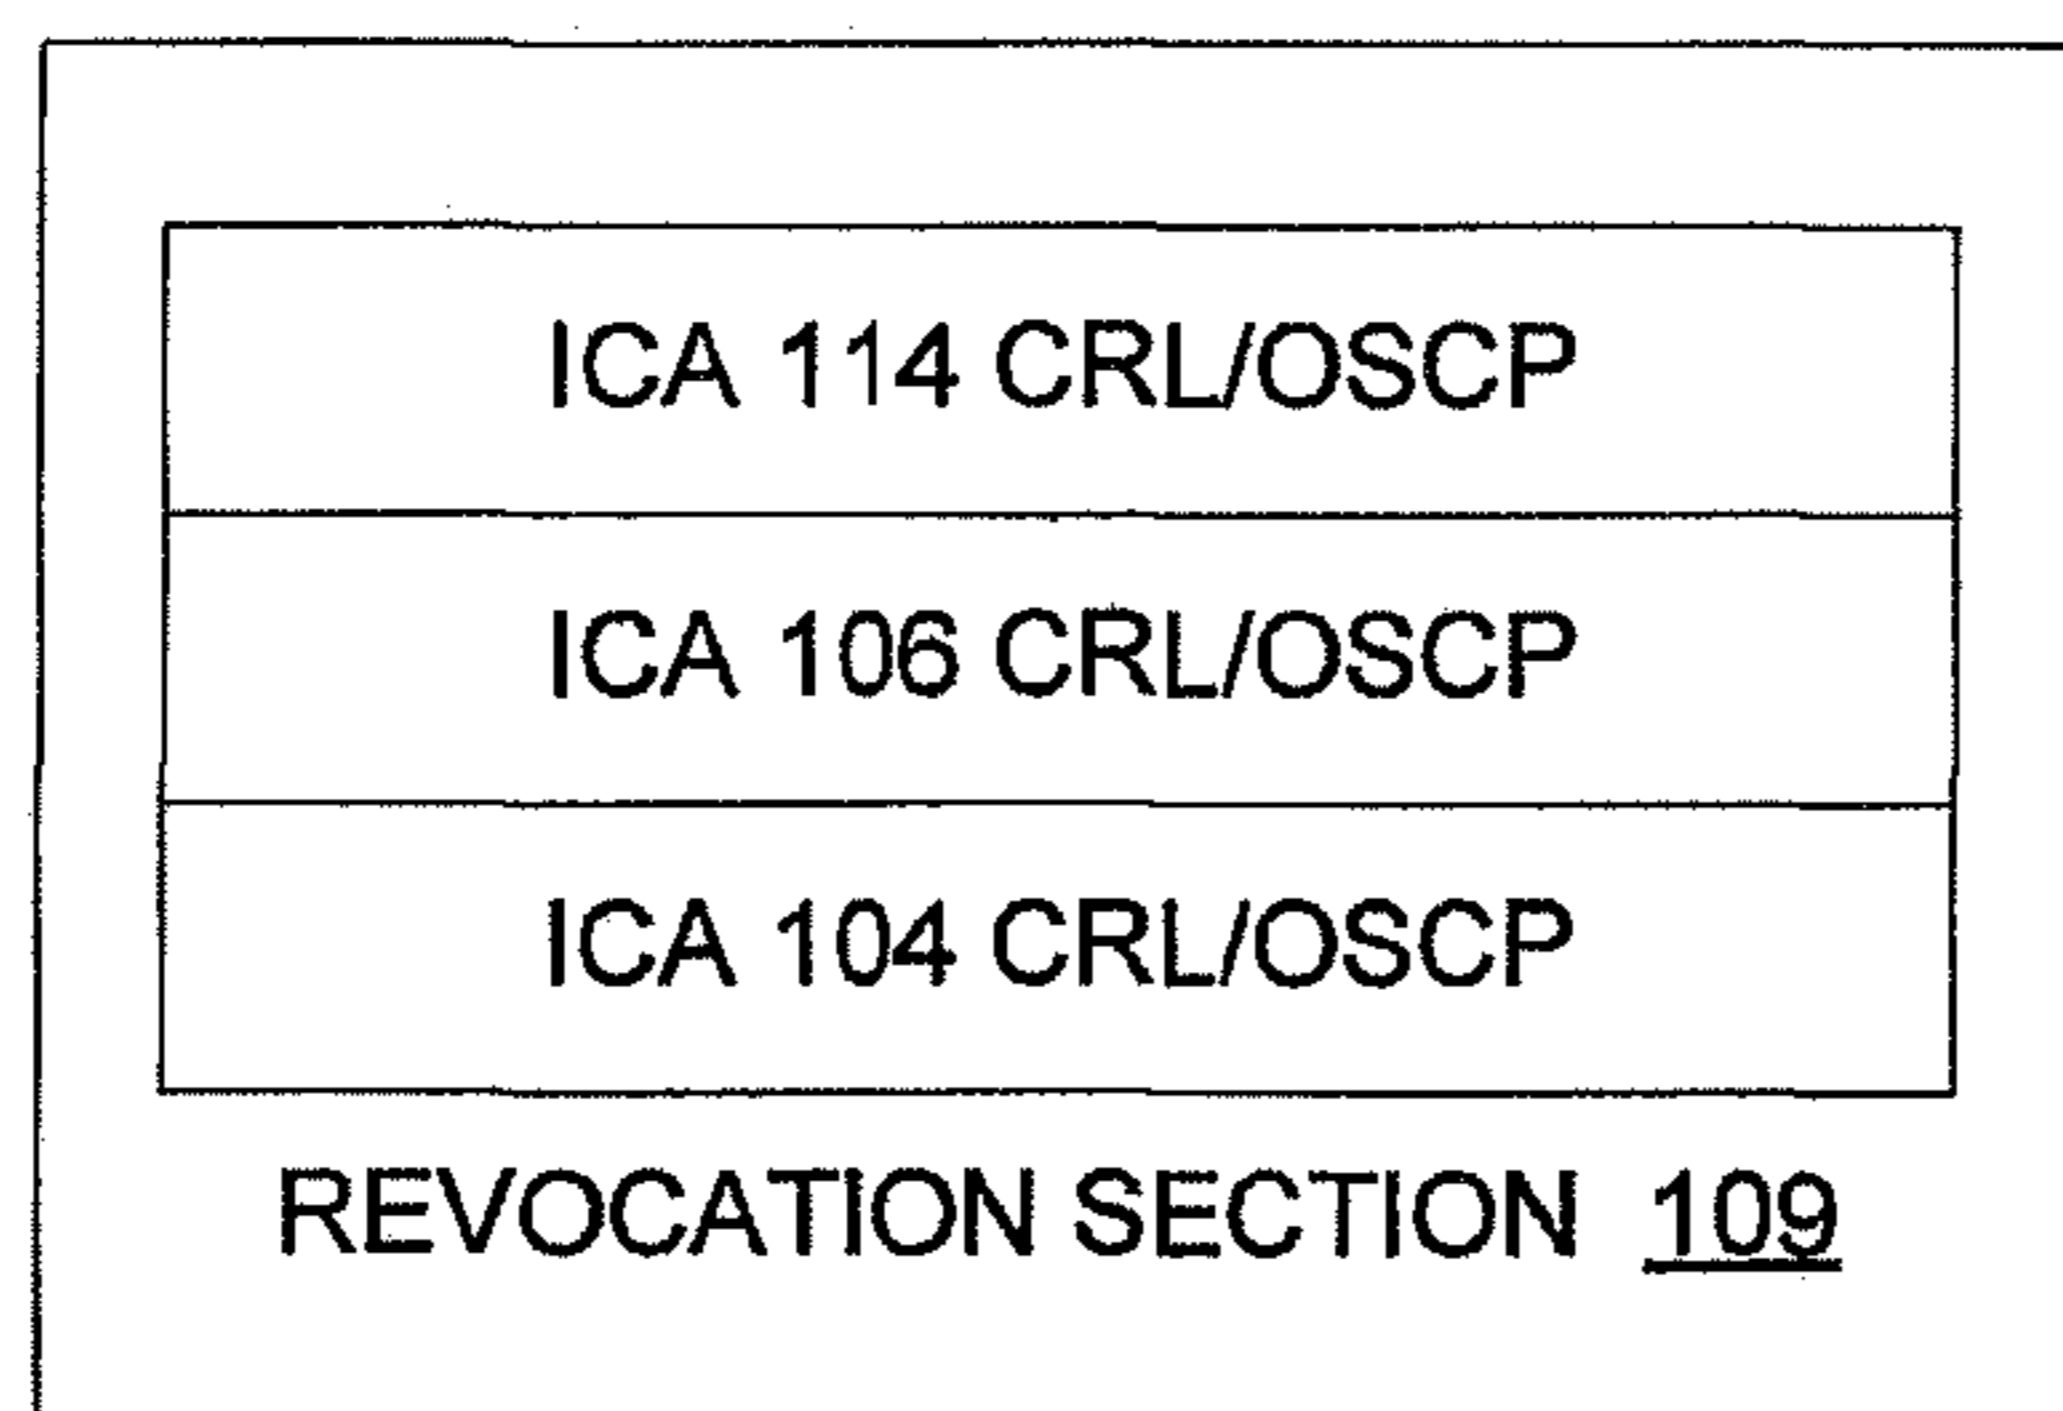 ICA 114 CRL/OSCP
ICA 106 CRL/OSCP
ICA 104 CRL/OSCP
REVOCATION SECTION 109